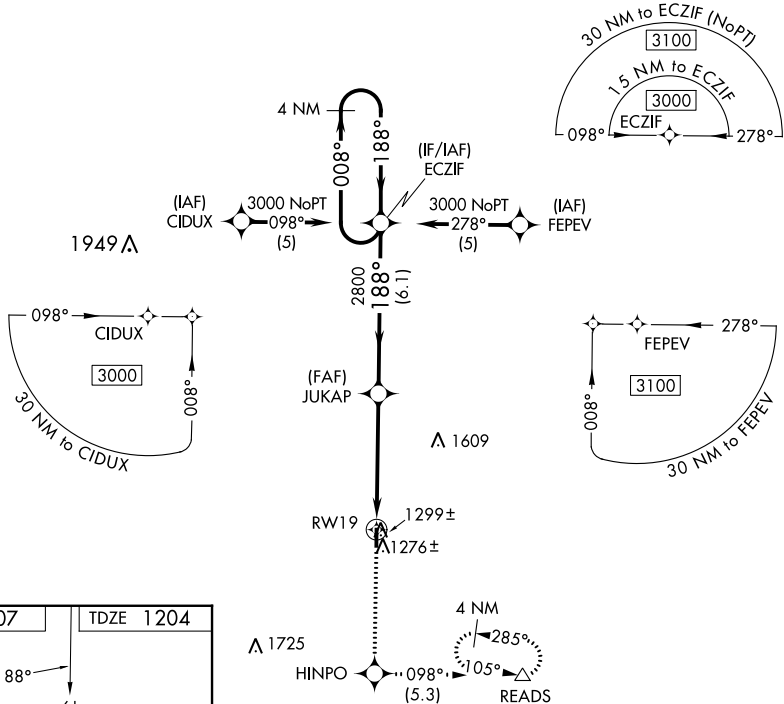 30 NM to ECZIF (NoPT)
3100
15 NM to ECZIF
3000
ECZIF
098°
278°
4 NM
008°
188°
(IF/IAF)
ECZIF
(IAF)
CIDUX
3000 NoPT
098°
(5)
3000 NoPT
278°
(5)
(IAF)
FEPEV
1949
2800
188°
(6.1)
098°
CIDUX
3000
008°
30 NM to CIDUX
278°
FEPEV
3100
008°
30 NM to FEPEV
(FAF)
JUKAP
1609
RW19
1299±
1276±
07
TDZE 1204
88°
1725
HINPO
098°
(5.3)
4 NM
285°
105°
READS